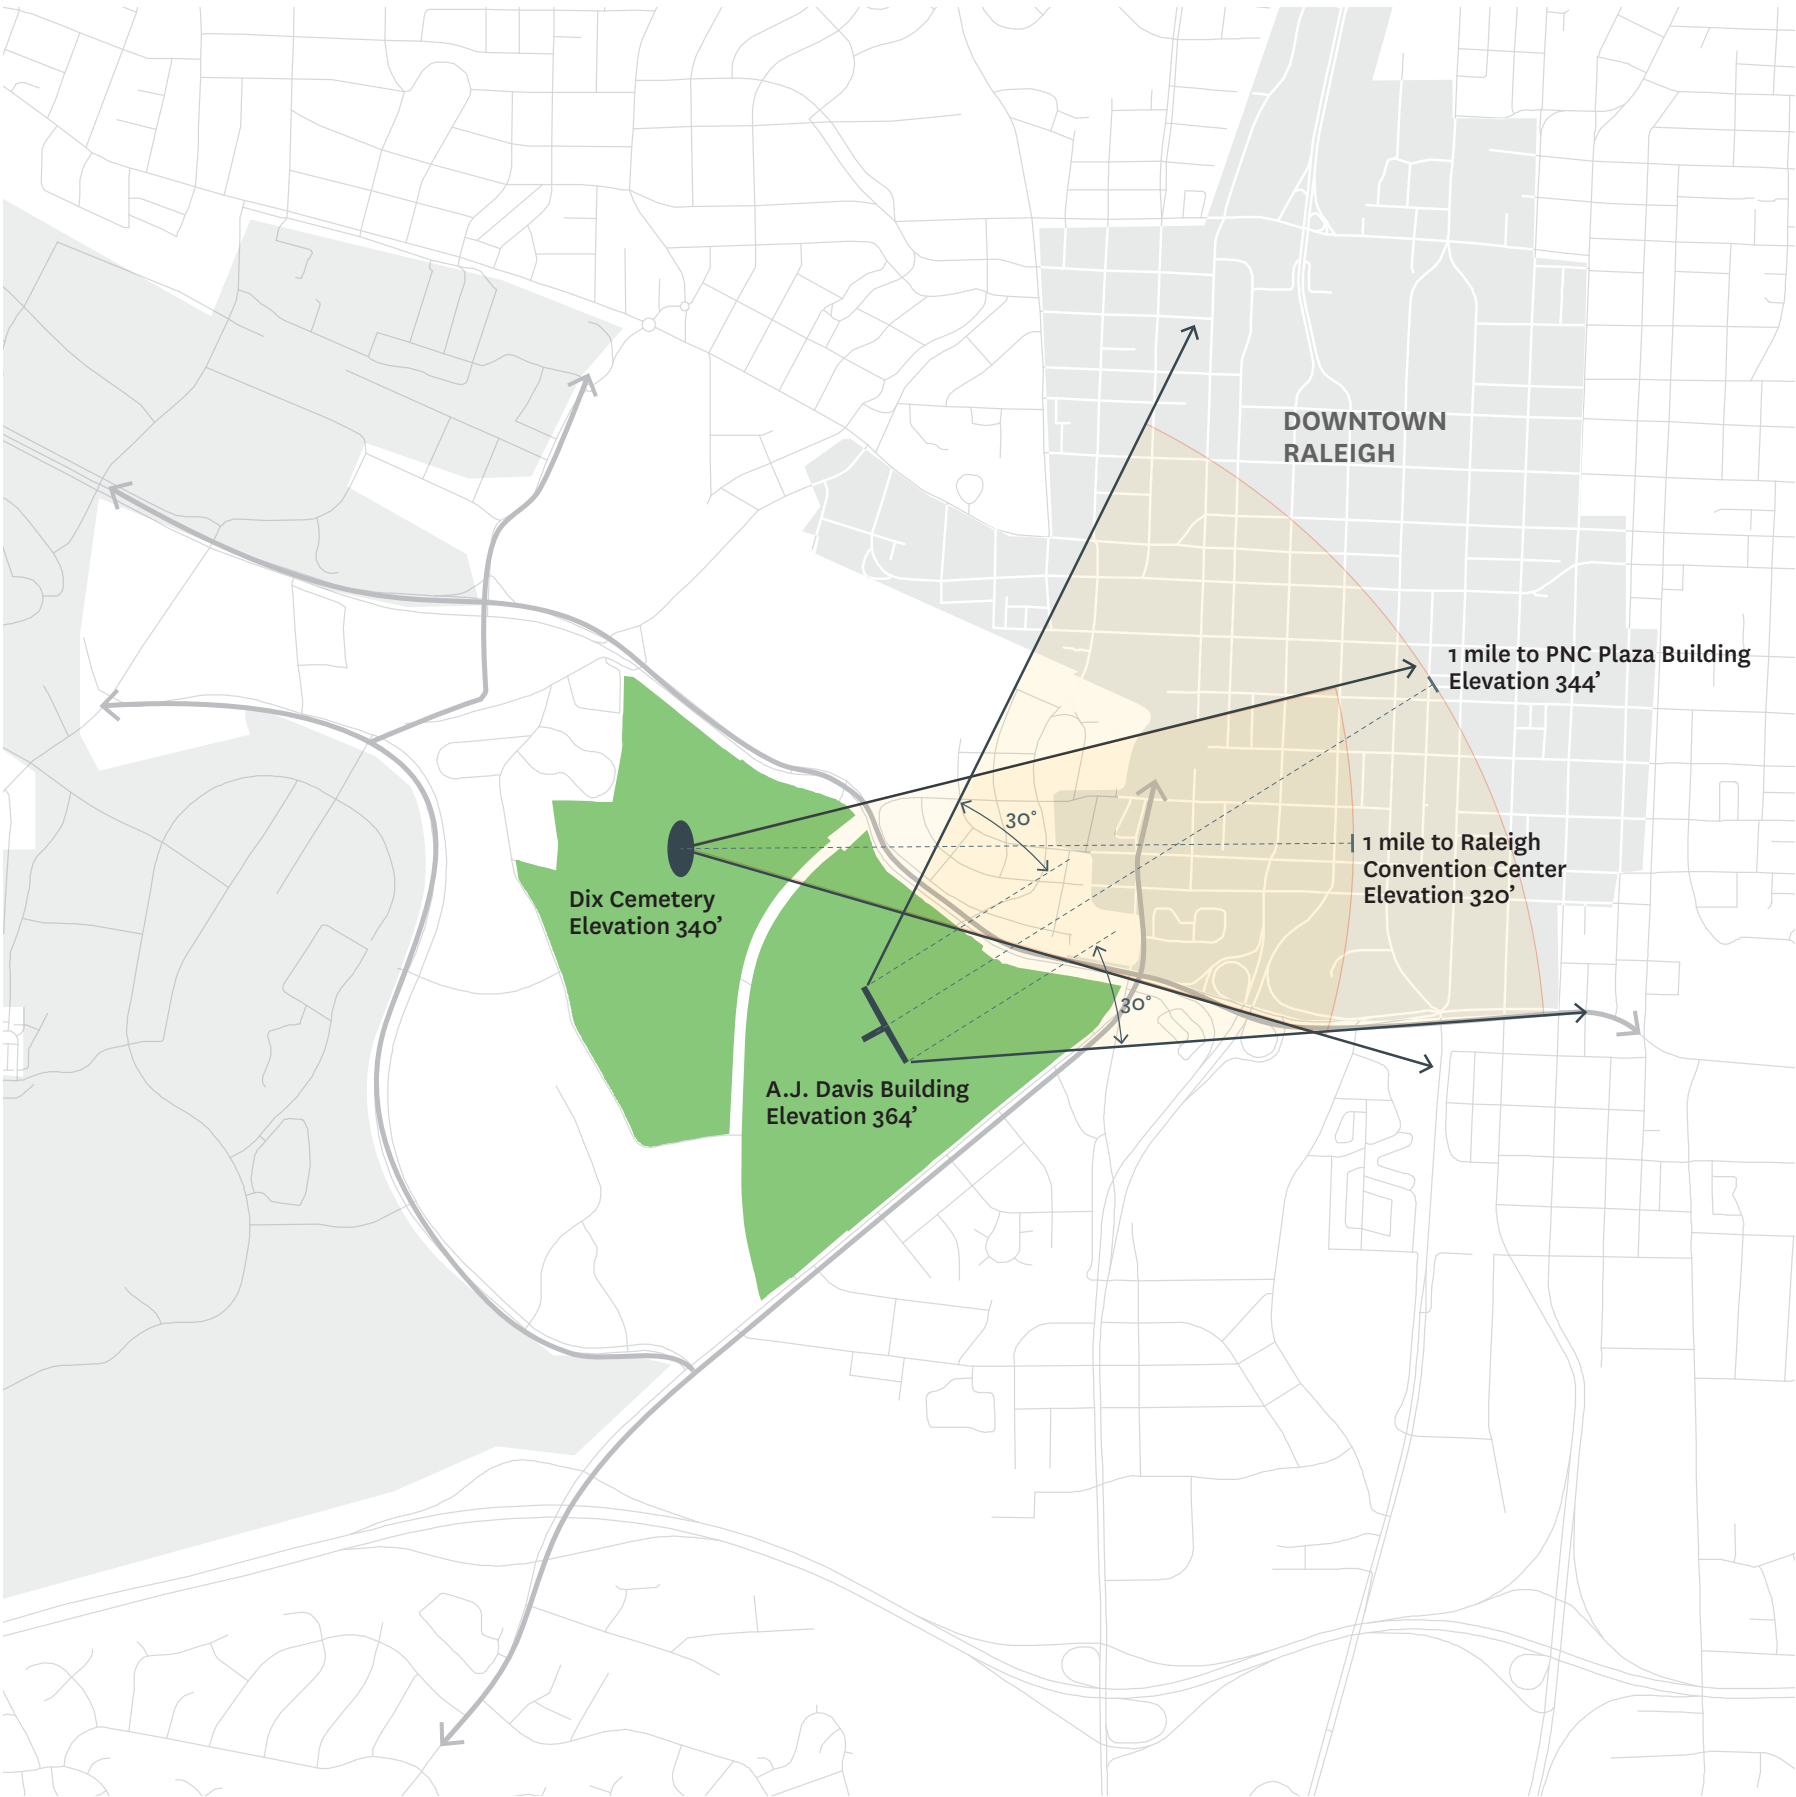 DOWNTOWN
RALEIGH
1 mile to PNC Plaza Building
Elevation 344’
30°
1 mile to Raleigh
Convention Center
Elevation 320’
Dix Cemetery
Elevation 340’
30°
A.J. Davis Building
Elevation 364’